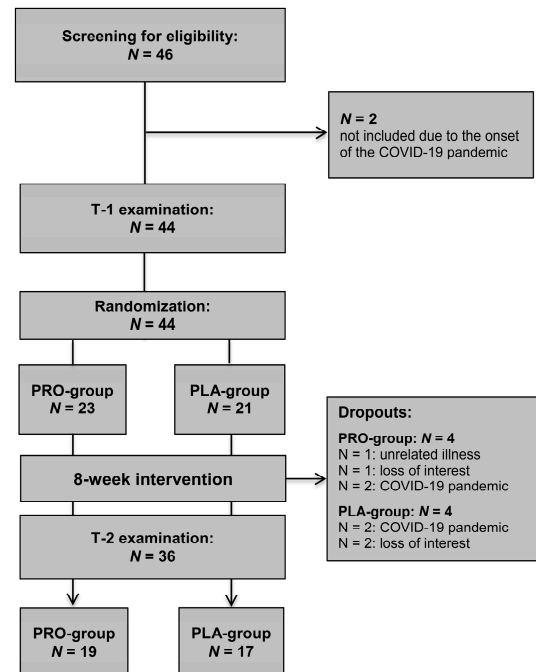 Screening for eligibility:
N = 46
N = 2
not included due to the onset
of the COVID-19 pandemic
T-1 examination:
N = 44
Randomization:
N = 44
PRO-group
N = 23
PLA-group
N = 21
8-week intervention
Dropouts:
PRO-group: N = 4
N = 1: unrelated illness
N = 1: loss of interest
N = 2: COVID-19 pandemic
PLA-group: N = 4
N = 2: COVID-19 pandemic
N = 2: loss of interest
T-2 examination:
N = 36
PRO-group
N = 19
PLA-group
N = 17